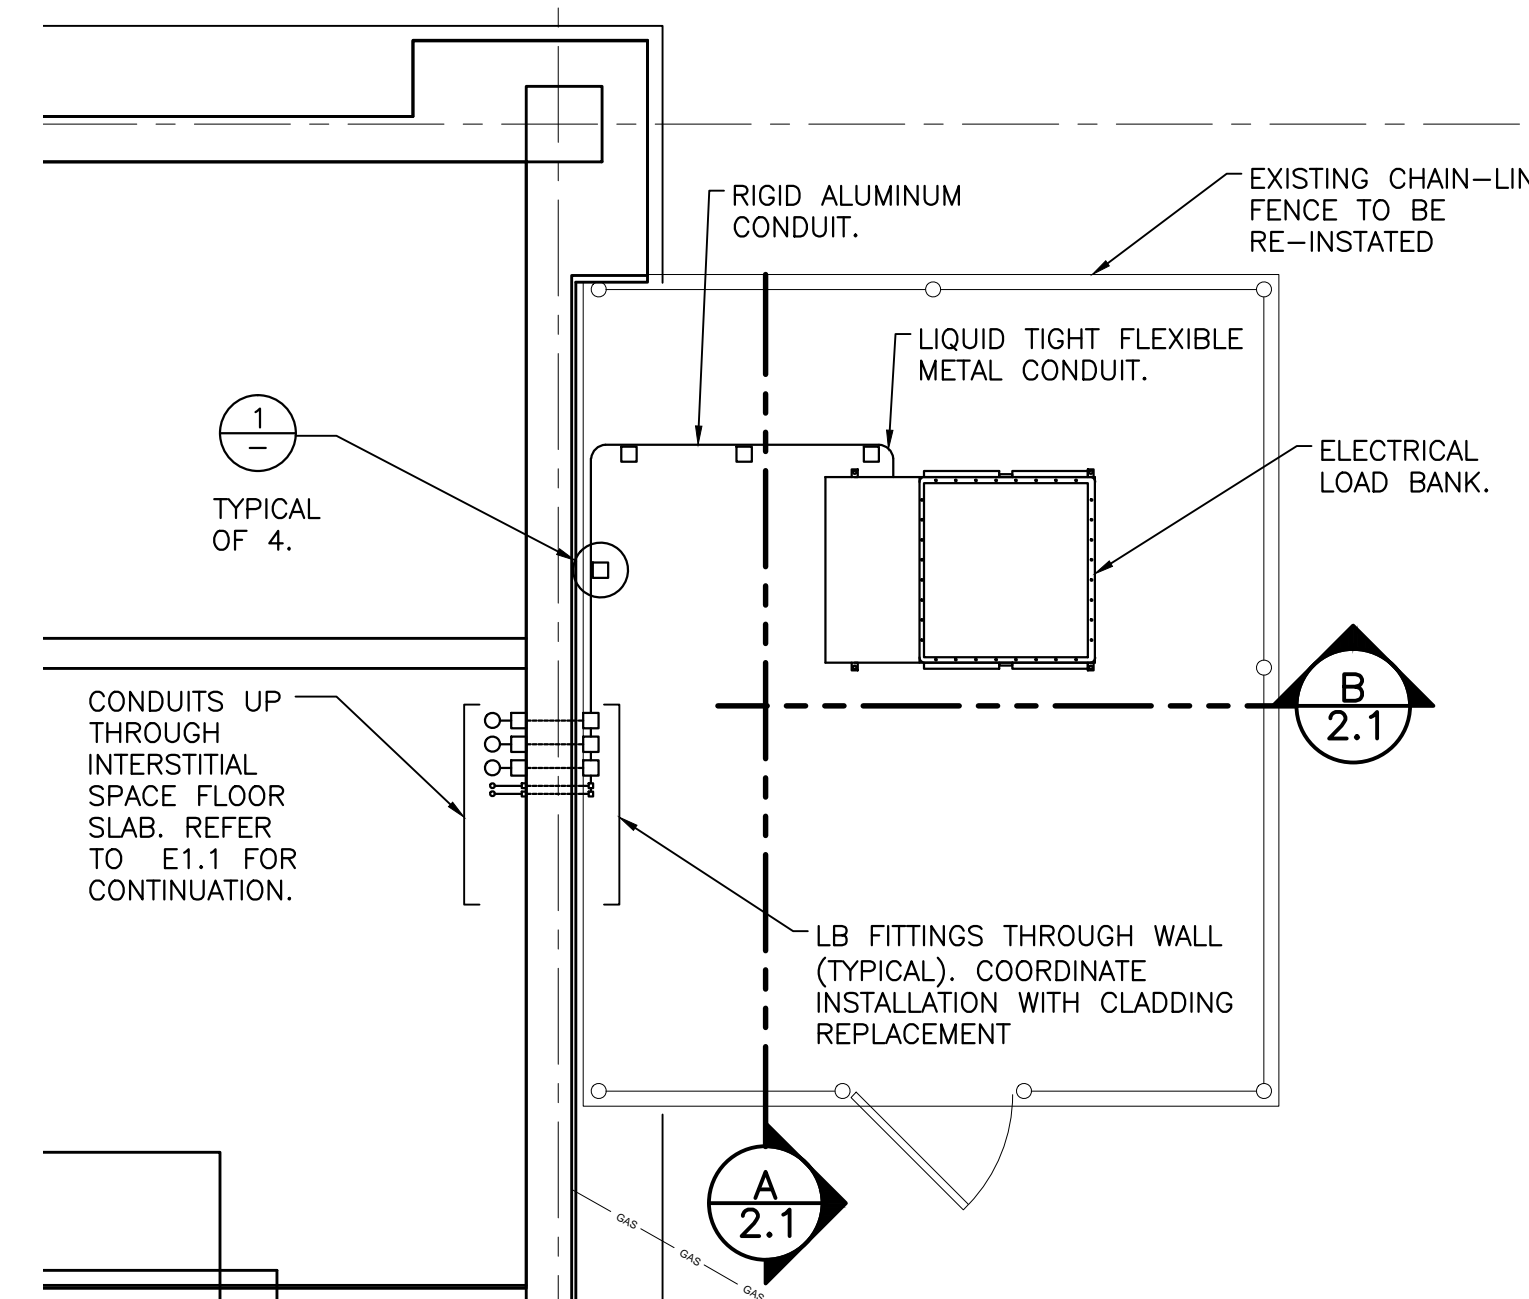 RIGID ALUMINUM
CONDUIT.
EXISTING CHAIN-LIN
FENCE TO BE
RE-INSTATED
LIQUID TIGHT FLEXIBLE
METAL CONDUIT.
1
–
TYPICAL
OF 4.
ELECTRICAL
LOAD BANK.
CONDUITS UP
THROUGH
INTERSTITIAL
SPACE FLOOR
SLAB. REFER
TO E1.1 FOR
CONTINUATION.
B
2.1
LB FITTINGS THROUGH WALL
(TYPICAL). COORDINATE
INSTALLATION WITH CLADDING
REPLACEMENT
A
2.1
GAS
GAS
GAS